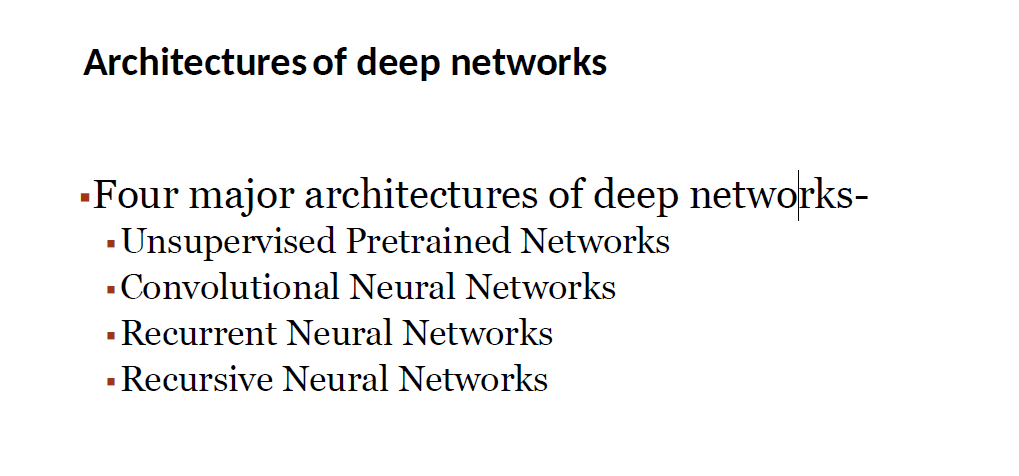 Architectures of deep networks
▪Four major architectures of deep networks-
▪Unsupervised Pretrained Networks
▪Convolutional Neural Networks
▪Recurrent Neural Networks
▪Recursive Neural Networks